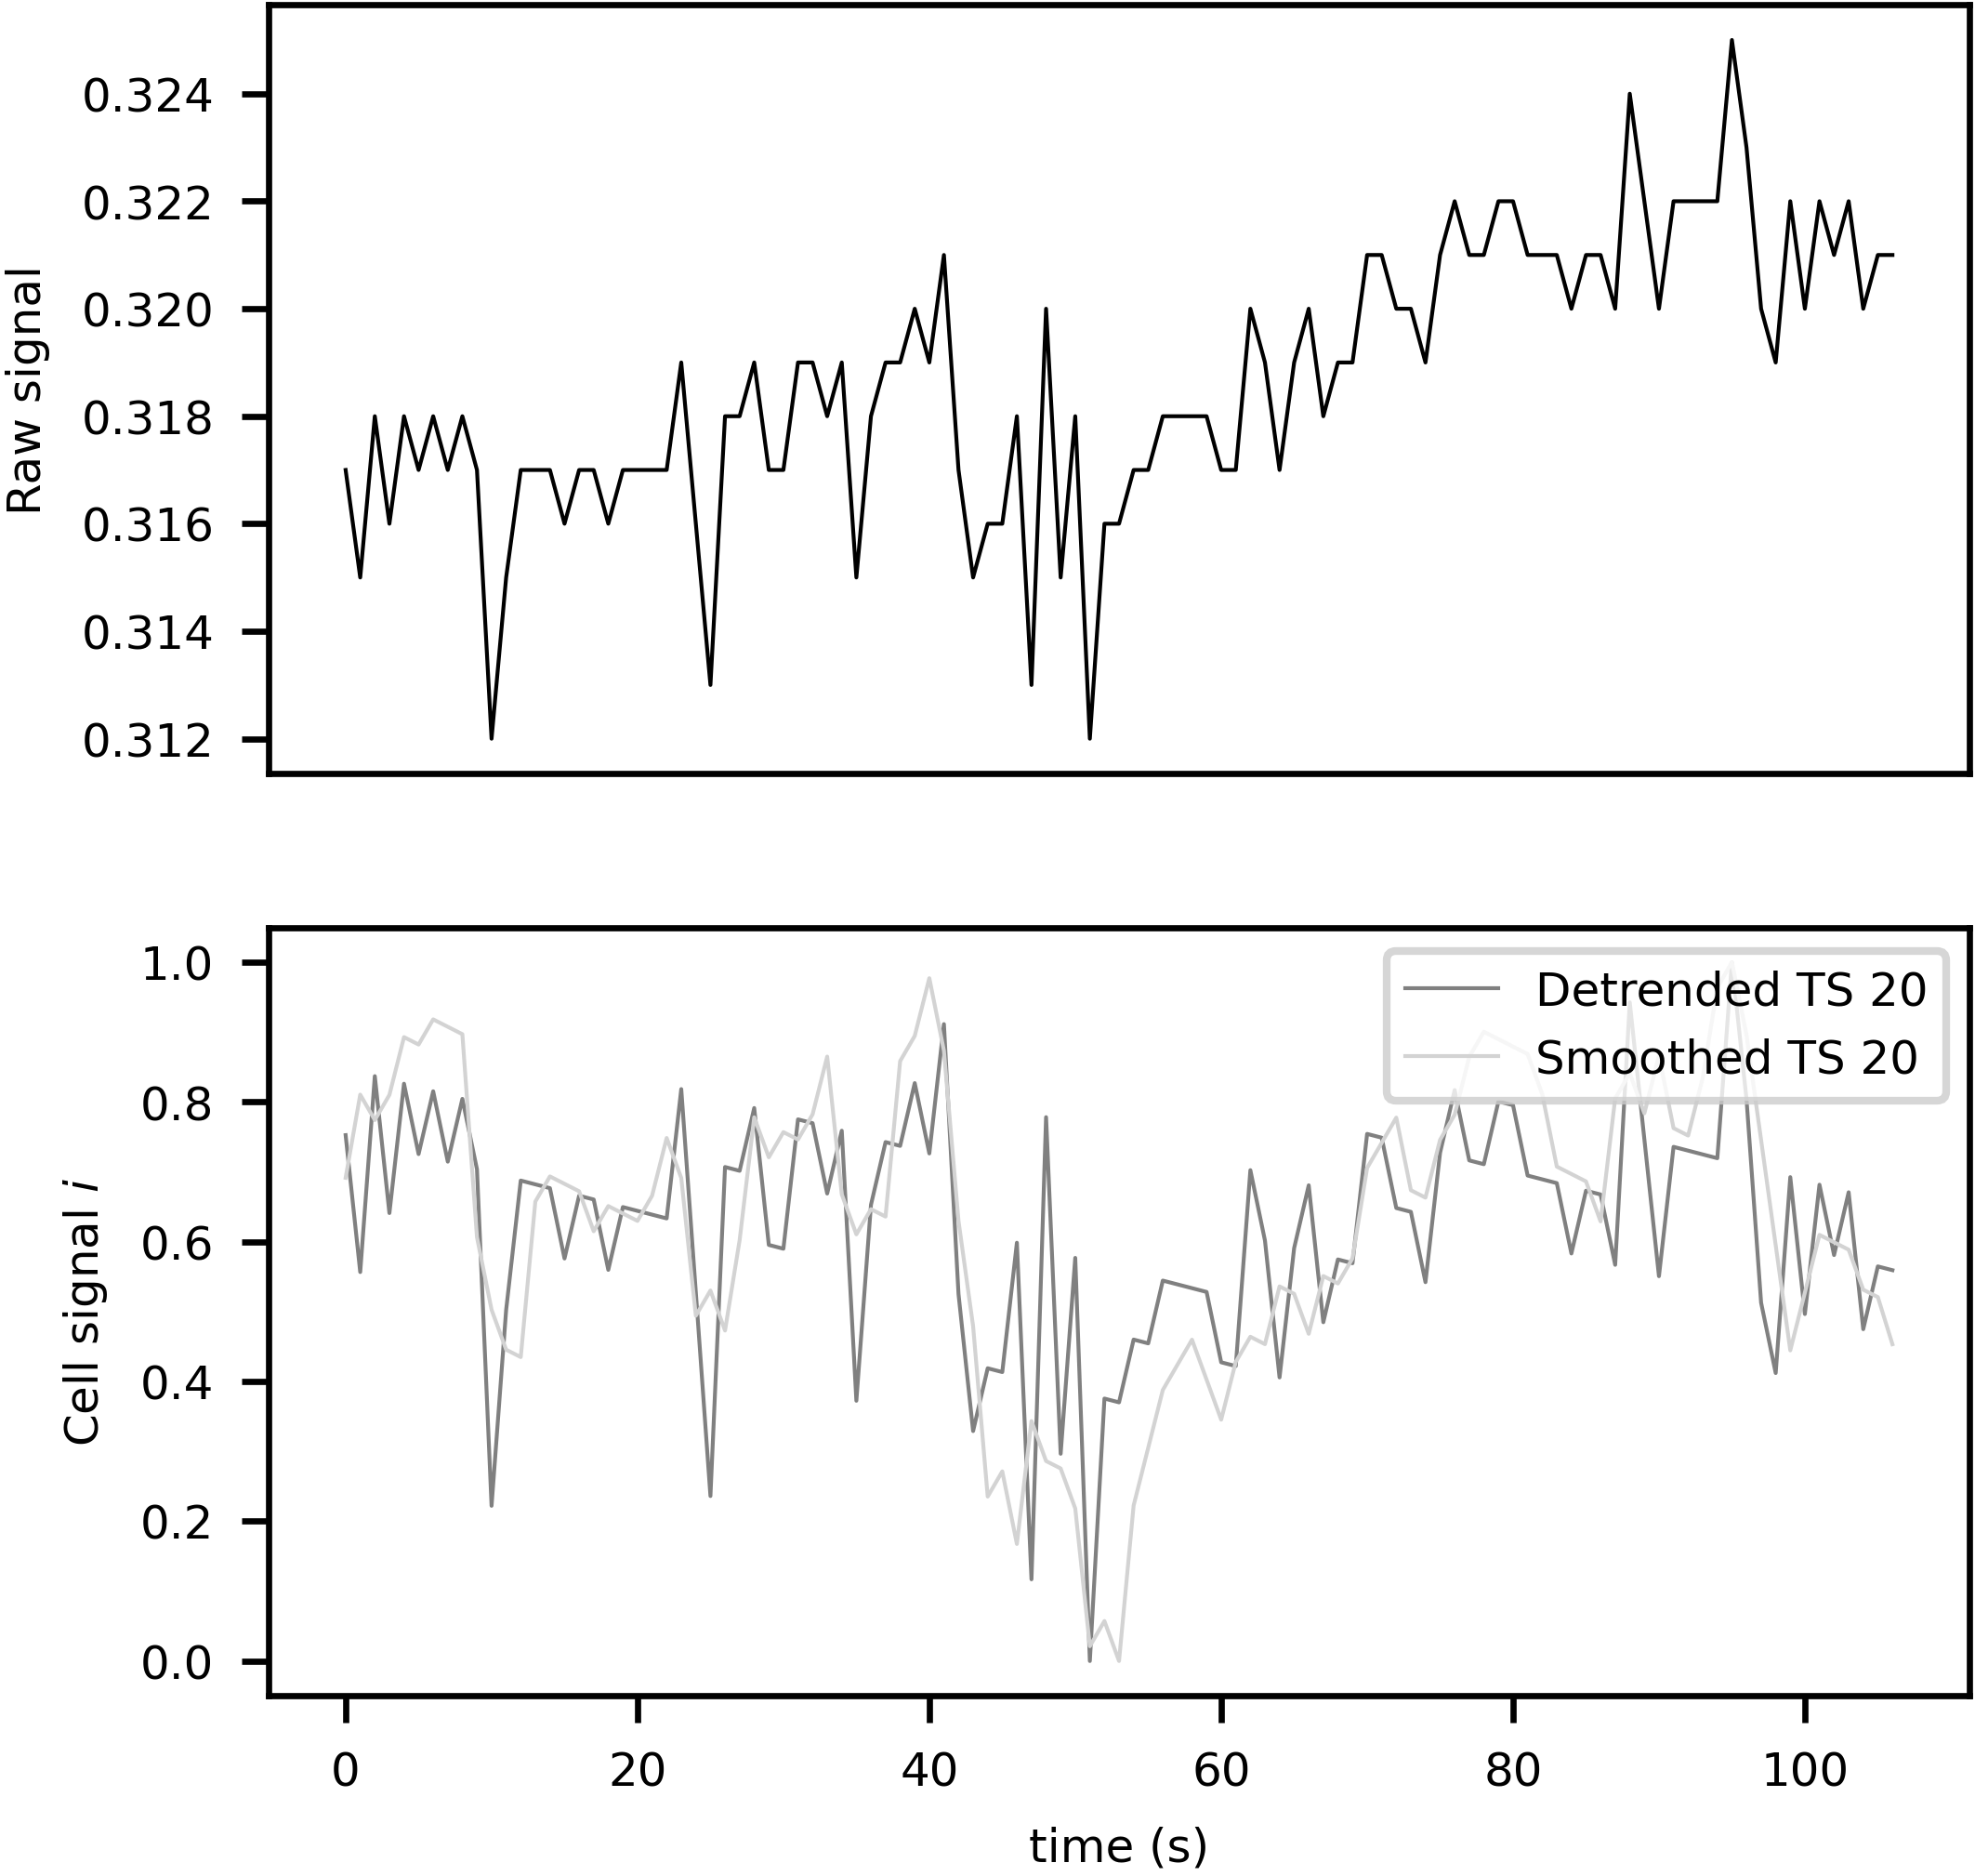 Raw signal
0.324
0.322
0.320
0.318
0.316
0.314
0.312
Cell signal i
1.0
0.8
0.6
0.4
0.2
0.0
Detrended TS 20
Smoothed TS 20
0 20 40 60 80 100
time (s)